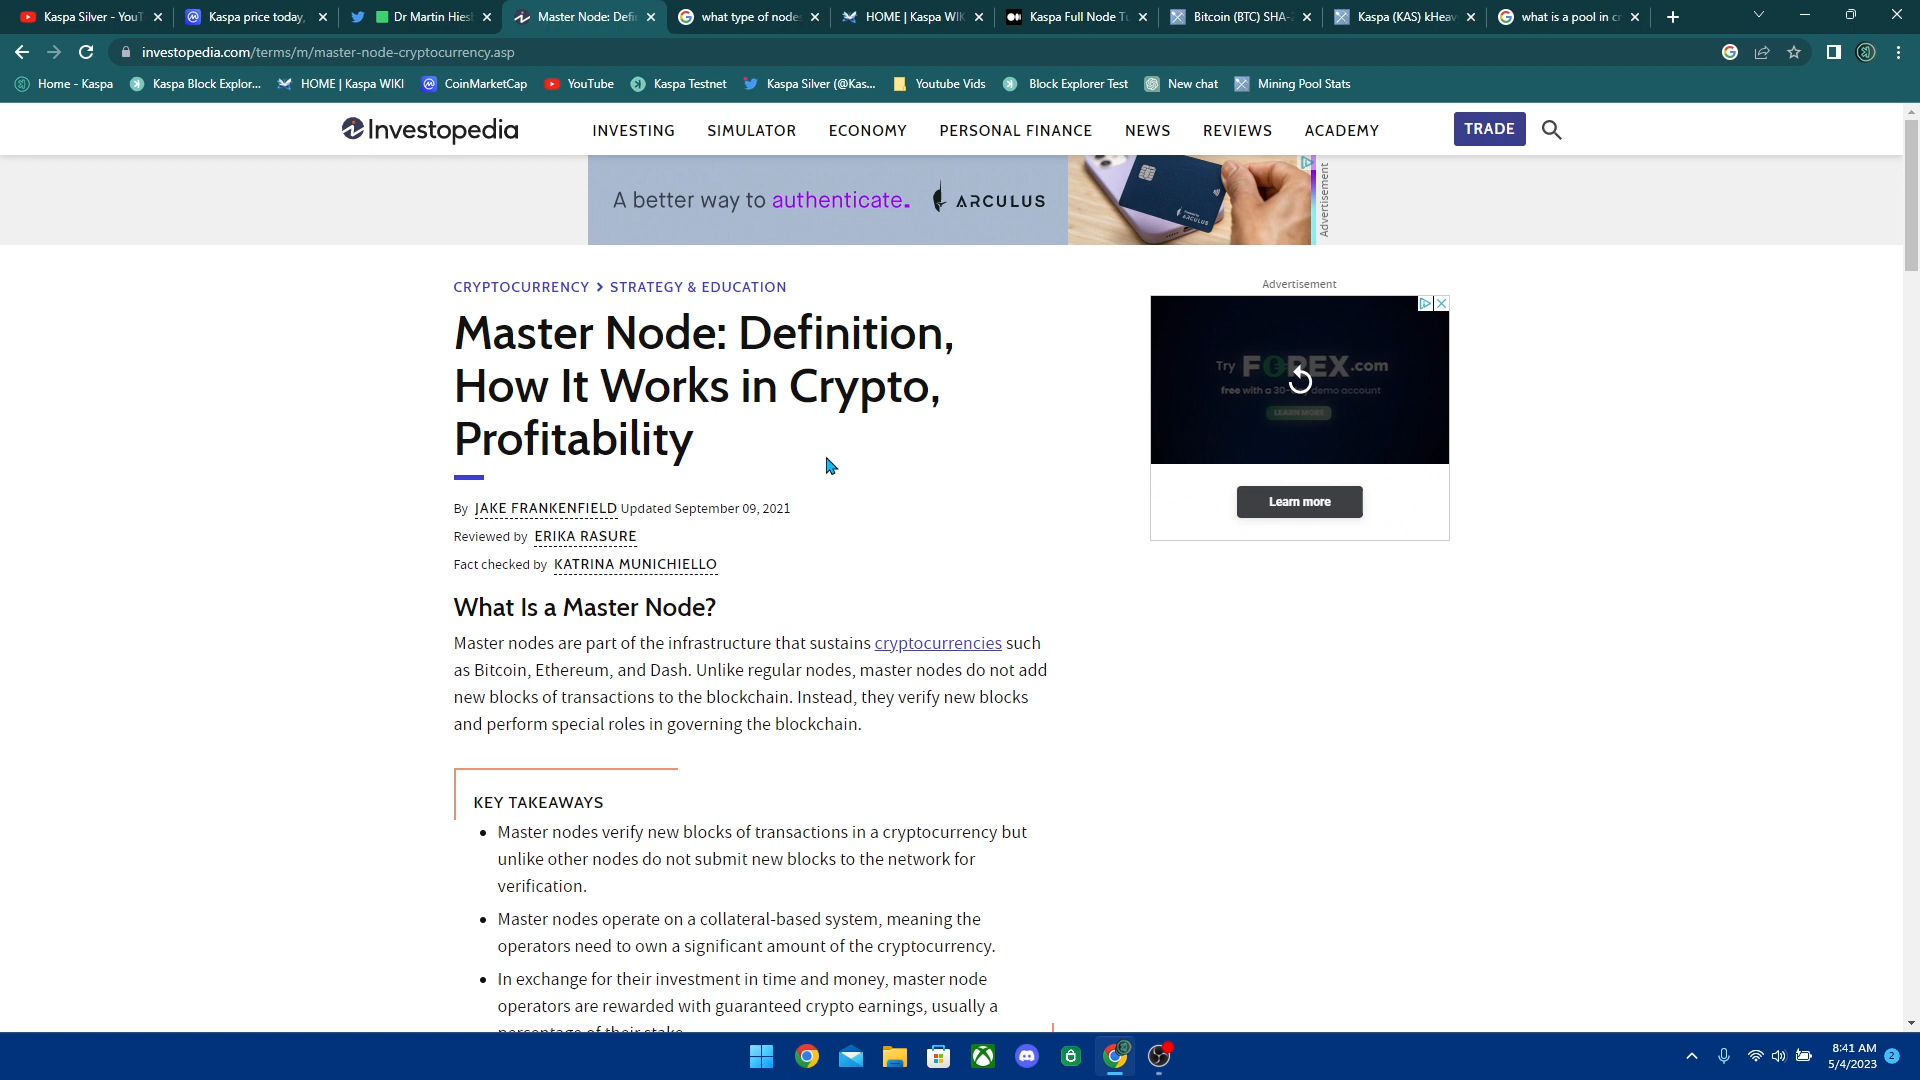 Kaspa Silver - YouT
Kaspa price today,
Dr Martin Hies
Master Node: Defin
what type of node
HOME | Kaspa WIK
Kaspa Full Node Tu
Bitcoin (BTC) SHA-2
Kaspa (KAS) kHeav
what is a pool in cr
investopedia.com/terms/m/master-node-cryptocurrency.asp
Home - Kaspa
Kaspa Block Explor...
HOME | Kaspa WIKI
CoinMarketCap
YouTube
Kaspa Testnet
Kaspa Silver (@Kas...
Youtube Vids
Block Explorer Test
New chat
Mining Pool Stats
Investopedia
INVESTING
SIMULATOR
ECONOMY
PERSONAL FINANCE
NEWS
REVIEWS
ACADEMY
TRADE
A better way to authenticate. ARCULUS
Advertisement
CRYPTOCURRENCY > STRATEGY & EDUCATION
Master Node: Definition,
How It Works in Crypto,
Profitability
By JAKE FRANKENFIELD Updated September 09, 2021
Reviewed by ERIKA RASURE
Fact checked by KATRINA MUNICHIELLO
What Is a Master Node?
Master nodes are part of the infrastructure that sustains cryptocurrencies such
as Bitcoin, Ethereum, and Dash. Unlike regular nodes, master nodes do not add
new blocks of transactions to the blockchain. Instead, they verify new blocks
and perform special roles in governing the blockchain.
KEY TAKEAWAYS
• Master nodes verify new blocks of transactions in a cryptocurrency but
unlike other nodes do not submit new blocks to the network for
verification.
• Master nodes operate on a collateral-based system, meaning the
operators need to own a significant amount of the cryptocurrency.
• In exchange for their investment in time and money, master node
operators are rewarded with guaranteed crypto earnings, usually a
percentage of their stake.
Advertisement
Try FOREX.com
free with a 30- demo account
LEARN MORE
Learn more
8:41 AM
5/4/2023
2